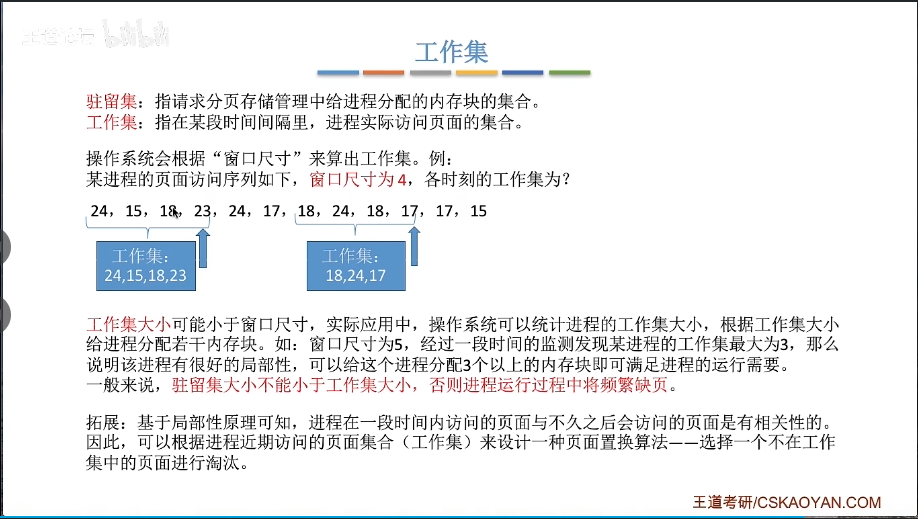 王道论坛 bilibili
工作集
驻留集：指请求分页存储管理中给进程分配的内存块的集合。
工作集：指在某段时间间隔里，进程实际访问页面的集合。
操作系统会根据“窗口尺寸”来算出工作集。例：
某进程的页面访问序列如下，窗口尺寸为 4，各时刻的工作集为？
24，15，18，23，24，17，18，24，18，17，17，15
工作集：
24,15,18,23
工作集：
18,24,17
工作集大小可能小于窗口尺寸，实际应用中，操作系统可以统计进程的工作集大小，根据工作集大小
给进程分配若干内存块。如：窗口尺寸为5，经过一段时间的监测发现某进程的工作集最大为3，那么
说明该进程有很好的局部性，可以给这个进程分配3个以上的内存块即可满足进程的运行需要。
一般来说，驻留集大小不能小于工作集大小，否则进程运行过程中将频繁缺页。
拓展：基于局部性原理可知，进程在一段时间内访问的页面与不久之后会访问的页面是有相关性的。
因此，可以根据进程近期访问的页面集合（工作集）来设计一种页面置换算法——选择一个不在工作
集中的页面进行淘汰。
王道考研/CSKAOYAN.COM